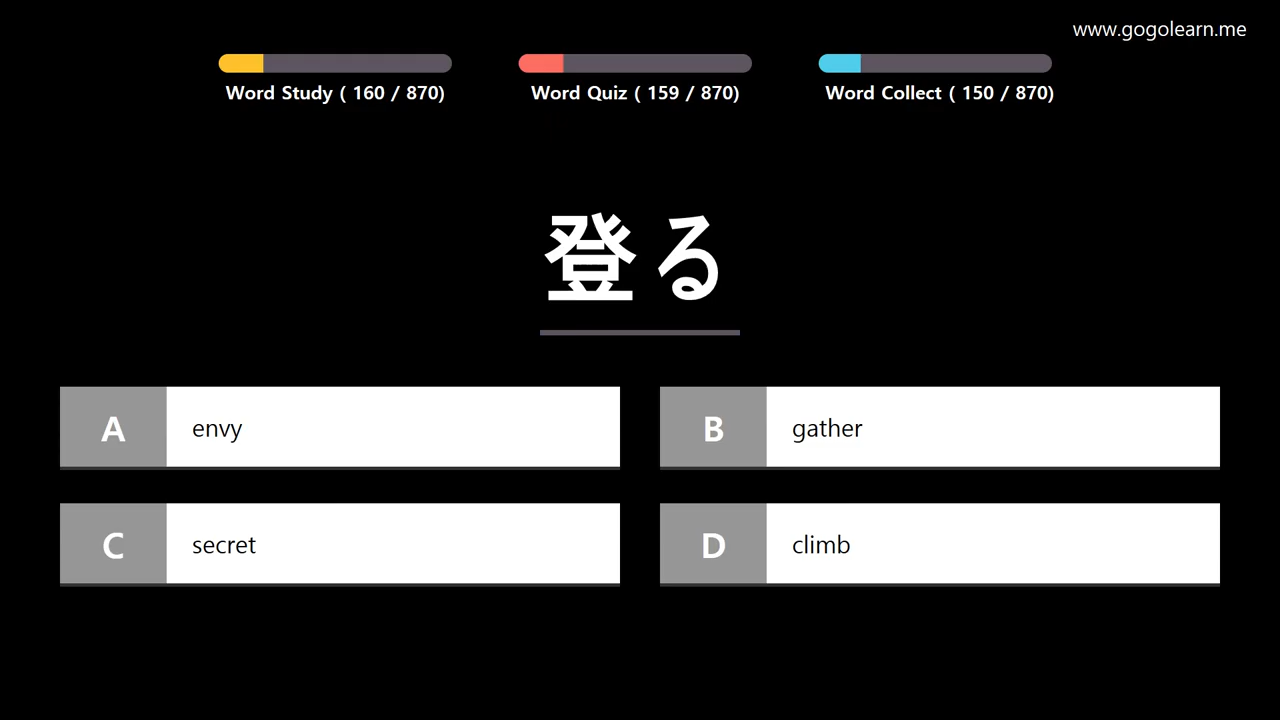 www.gogolearn.me
Word Study ( 160 / 870)
Word Quiz ( 159 / 870)
Word Collect ( 150 / 870)
登る
A envy
B gather
C secret
D climb